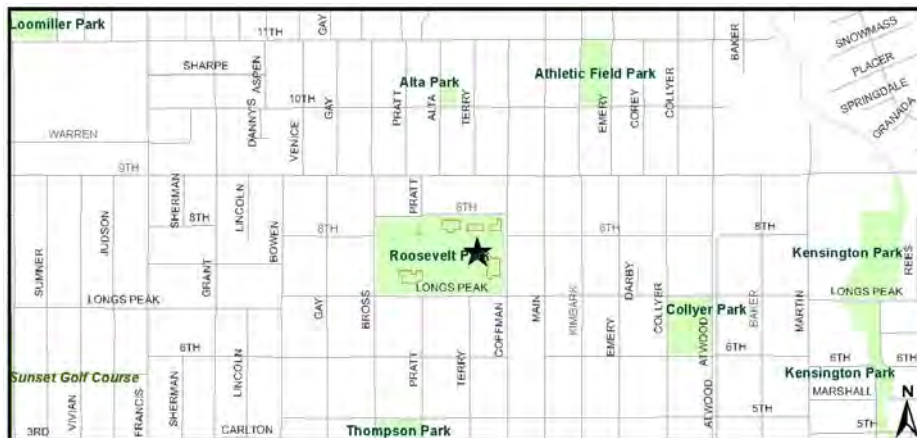 Loomiller Park
11TH
GAY
BAKER
SNOWMASS
SHARPE
ASPEN
Alta Park
Athletic Field Park
PLACER
SPRINGDALE
GRANADA
DANNY'S
10TH
VENICE
GAY
PRATT
ALTA
TERRY
EMERY
COREY
COLLYER
WARREN
9TH
SUMNER
JUDSON
SHERMAN
8TH
GRANT
LINCOLN
BOWEN
8TH
PRATT
8TH
8TH
8TH
Roosevelt Park
Kensington Park
REES
LONGS PEAK
LONGS PEAK
LONGS PEAK
GAY
BROSS
COFFMAN
MAIN
KIMBARK
DARBY
EMERY
COLLYER
Collyer Park
ATWOOD
BAKER
MARTIN
6TH
PRATT
TERRY
6TH
6TH
6TH
Sunset Golf Course
LINCOLN
SHERMAN
FRANCIS
VIVIAN
Kensington Park
MARSHALL
ATWOOD
5TH
5TH
3RD
CARLTON
Thompson Park
N